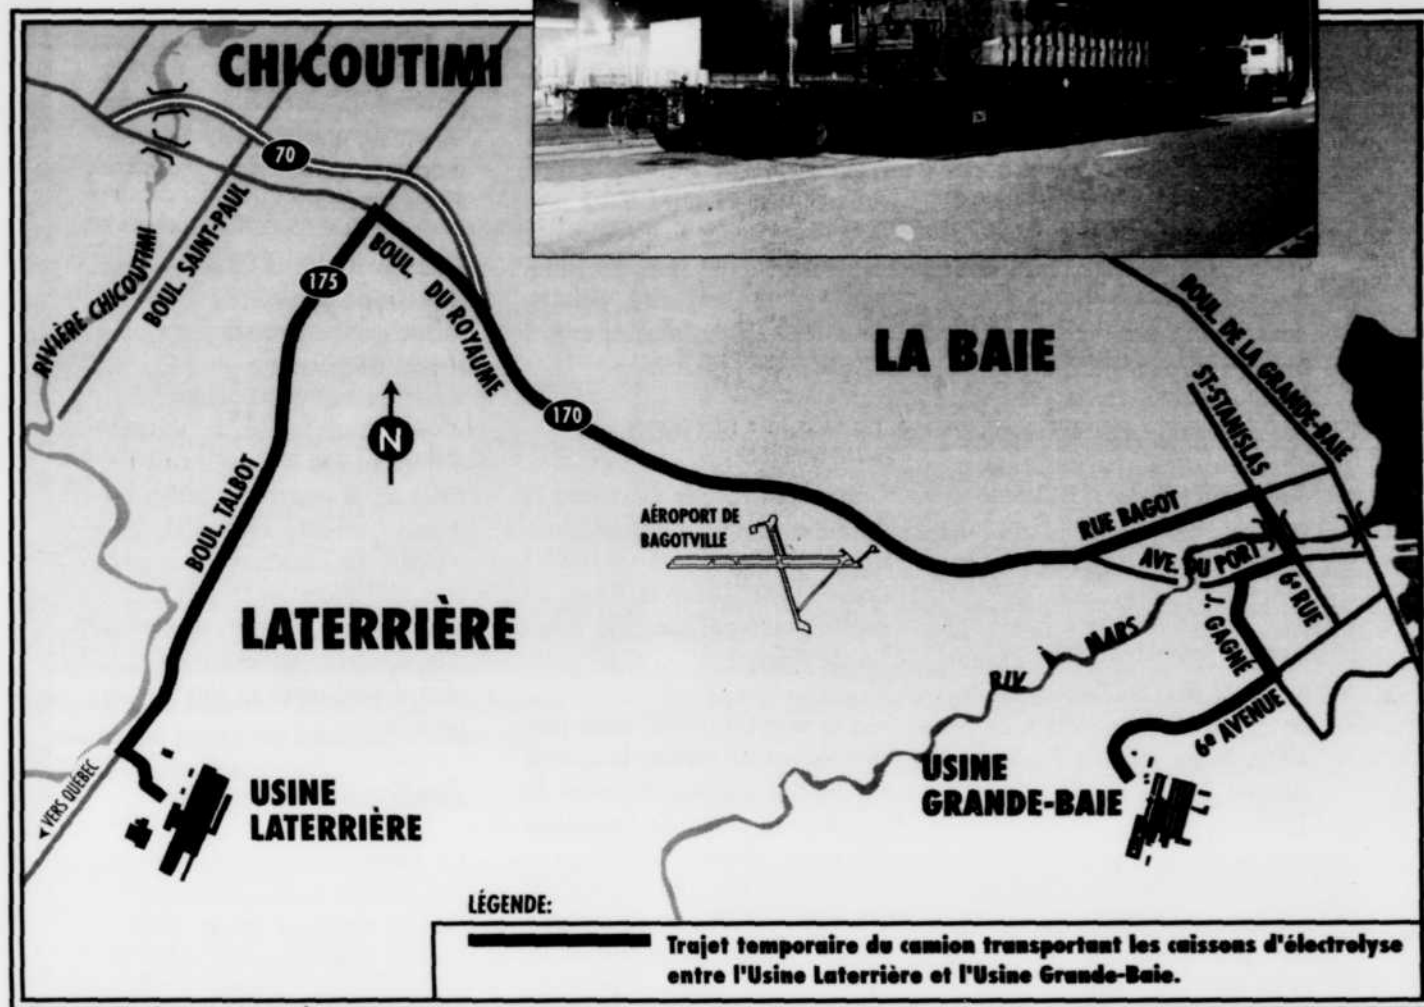 CHICOUTIMI
70
RIVIÈRE CHICOUTIMI
BOUL. SAINT-PAUL
175
BOUL.
DU ROYAUME
170
LA BAIE
BOUL. DE LA GRANDE-BAIE
ST-STANISLAS
N
BOUL. TALBOT
AÉROPORT DE
BAGOTVILLE
RUE BAGOT
AVE. DU PORT
6e RUE
J. GAGNÉ
RIV. À MARS
6e AVENUE
LATERRIÈRE
VERS QUÉBEC
USINE
LATERRIÈRE
USINE
GRANDE-BAIE
LÉGENDE:
Trajet temporaire du camion transportant les caissons d'électrolyse
entre l'Usine Laterrière et l'Usine Grande-Baie.